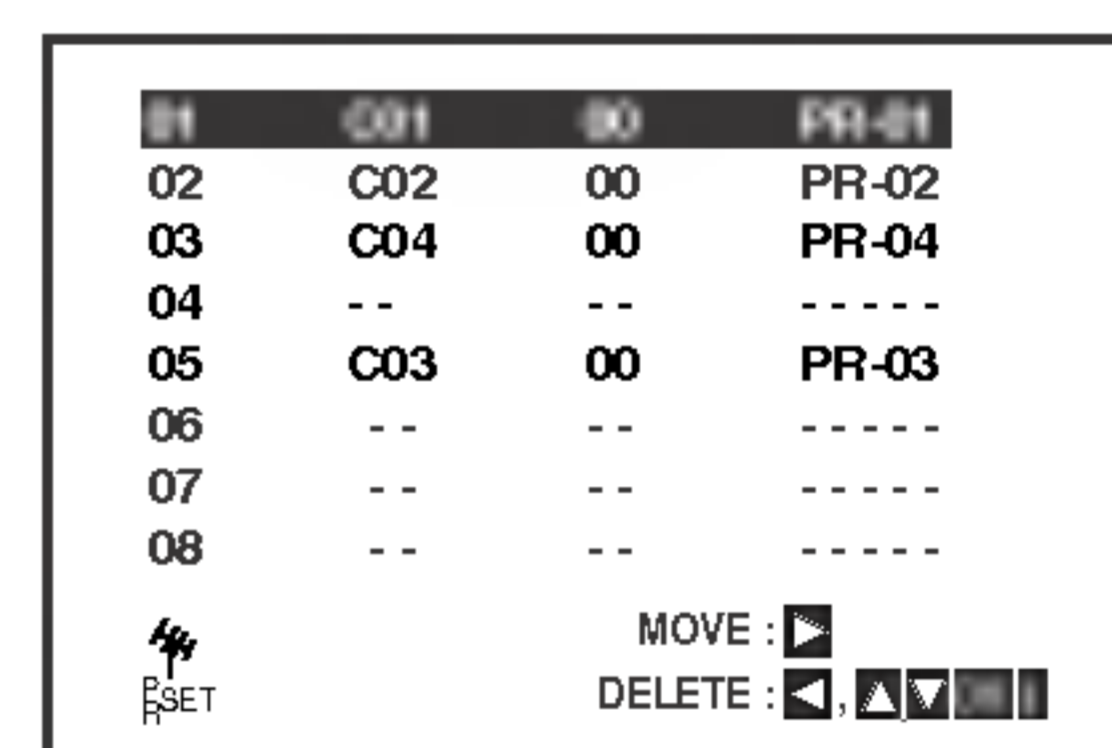 01 C01 00 PR-01
02 C02 00 PR-02
03 C04 00 PR-04
04 -- -- -----
05 C03 00 PR-03
06 -- -- -----
07 -- -- -----
08 -- -- -----
MOVE : ▷
PR SET
DELETE : ◁ , △ ▽